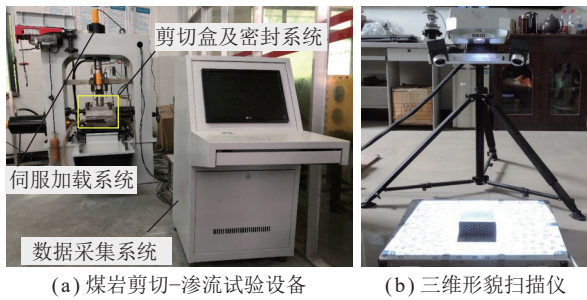 剪切盒及密封系统
伺服加载系统
数据采集系统
(a) 煤岩剪切–渗流试验设备
(b) 三维形貌扫描仪